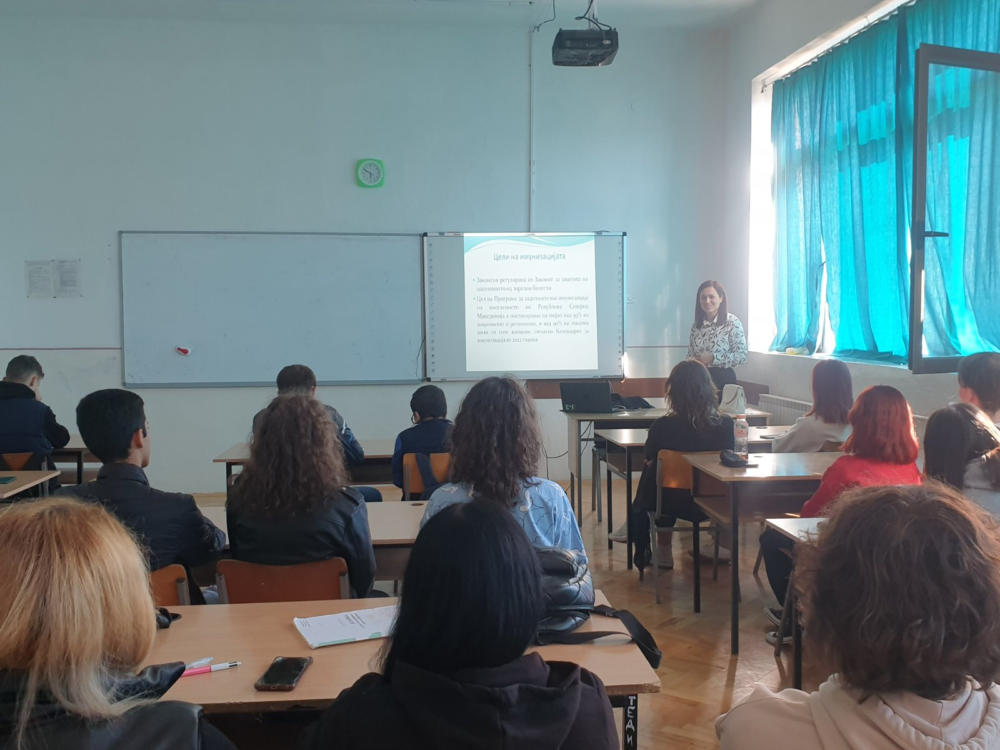 Цели на имунизацијата
Законски регулирана со Законот за заштита на
населението од заразни болести
Цел на Програма за задолжителна имунизација
на населението во Република Северна
Македонија е постигнување на опфат над 95% на
национално и регионално, и над 90% на локално
ниво со сите вакцини, согласно Календарот за
имунизација во 2022 година
ТЕДИ